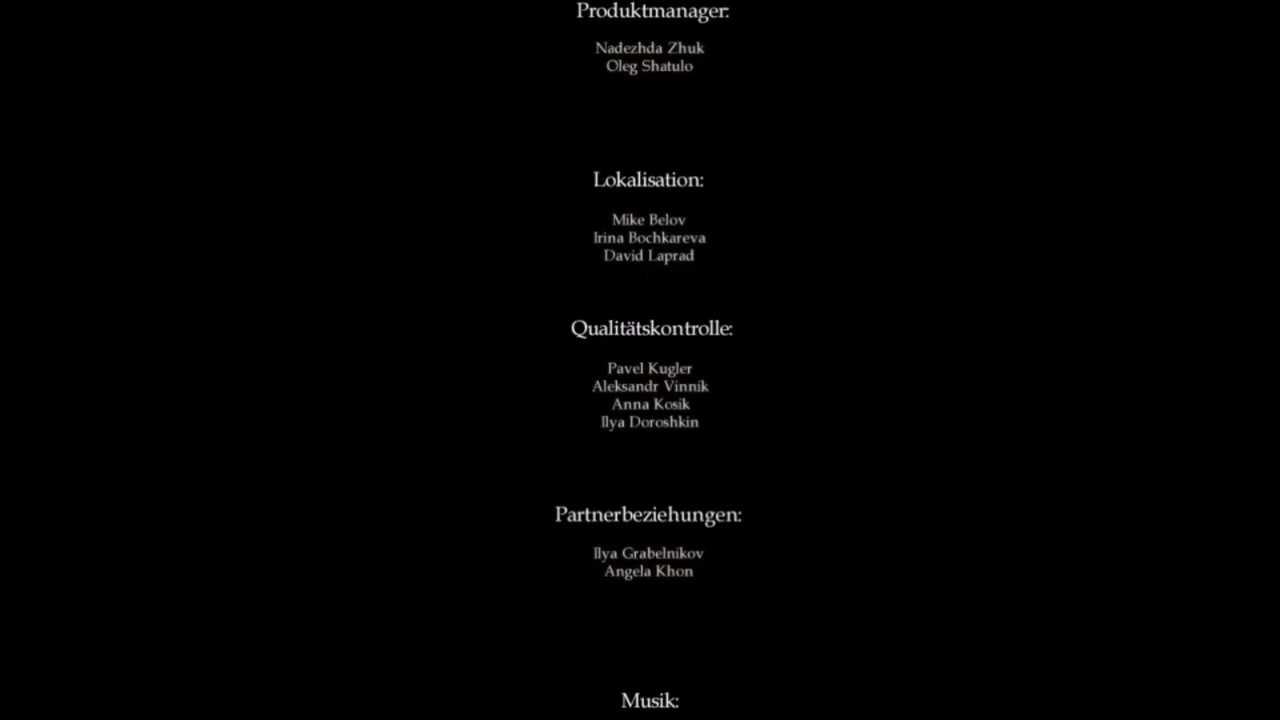 Produktmanager:
Nadezhda Zhuk
Oleg Shatulo
Lokalisation:
Mike Belov
Irina Bochkareva
David Laprad
Qualitätskontrolle:
Pavel Kugler
Aleksandr Vinnik
Anna Kosik
Ilya Doroshkin
Partnerbeziehungen:
Ilya Grabelnikov
Angela Khon
Musik: